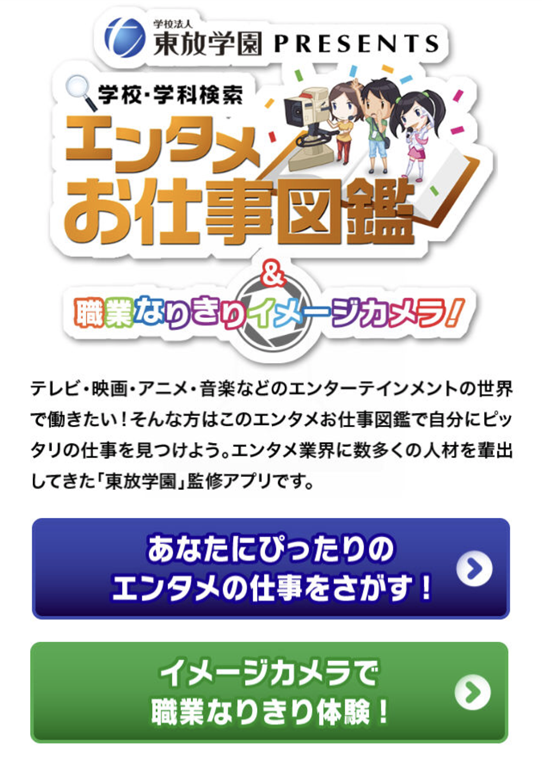 学校法人
東放学園 PRESENTS
学校・学科検索
エンタメ
お仕事図鑑
&
職業なりきりイメージカメラ!
テレビ・映画・アニメ・音楽などのエンターテインメントの世界
で働きたい!そんな方はこのエンタメお仕事図鑑で自分にピッ
タリの仕事を見つけよう。エンタメ業界に数多くの人材を輩出
してきた「東放学園」監修アプリです。
あなたにぴったりの
エンタメの仕事をさがす!
イメージカメラで
職業なりきり体験!